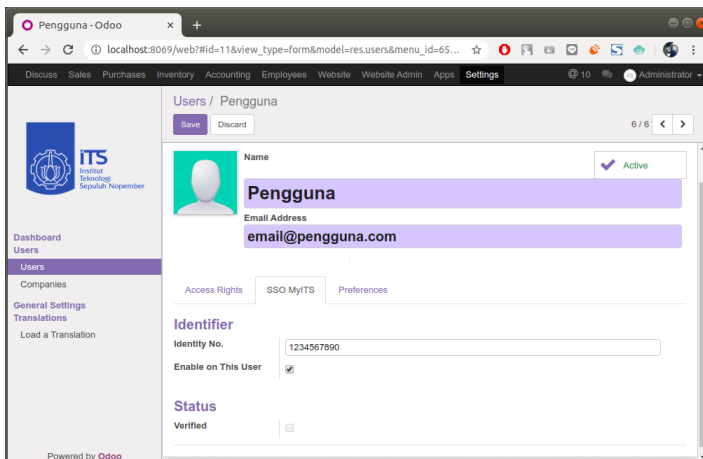 Pengguna - Odoo
localhost:8069/web?#id=11&view_type=form&model=res.users&menu_id=65...
Discuss Sales Purchases Inventory Accounting Employees Website Website Admin Apps Settings @ 10 Administrator
Users / Pengguna
Save Discard 6 / 6
iTS
Institut
Teknologi
Sepuluh Nopember
Name
Active
Pengguna
Email Address
email@pengguna.com
Dashboard
Users
Users
Companies
General Settings
Translations
Load a Translation
Access Rights SSO MyITS Preferences
Identifier
Identity No. 1234567890
Enable on This User
Status
Verified
Powered by Odoo